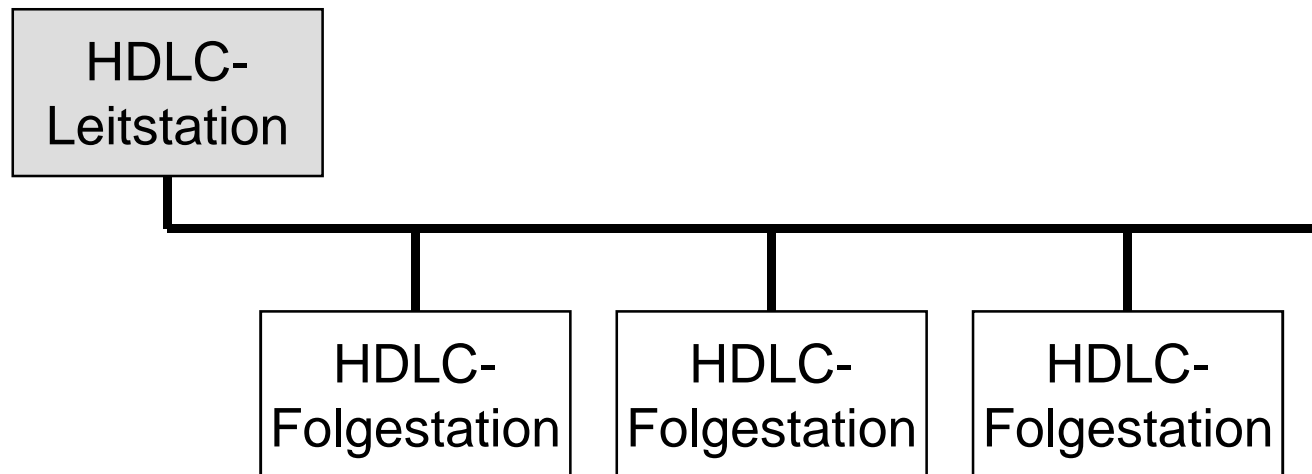 HDLC-
Leitstation
HDLC-
Folgestation
HDLC-
Folgestation
HDLC-
Folgestation